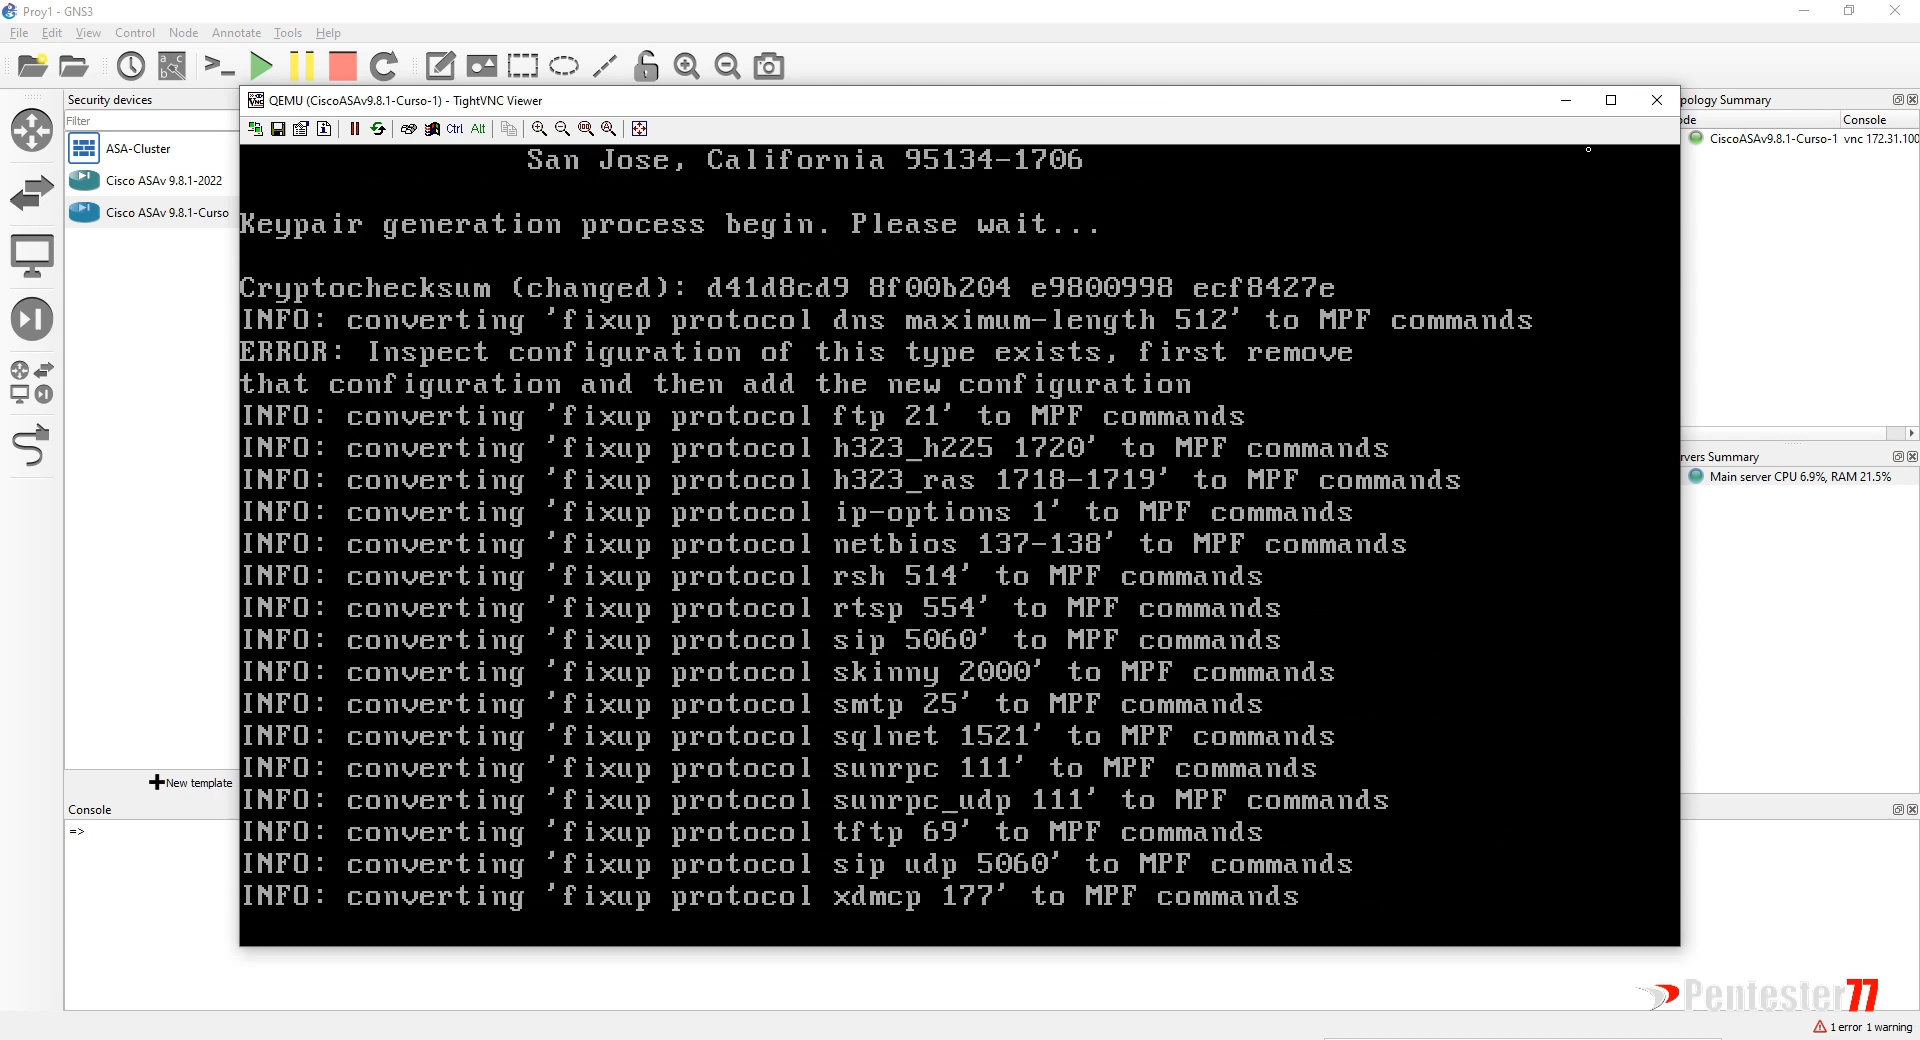 Proy1 - GNS3
File Edit View Control Node Annotate Tools Help
Security devices
Filter
ASA-Cluster
Cisco ASAv 9.8.1-2022
Cisco ASAv 9.8.1-Curso
New template
Console
=>
QEMU (CiscoASAv9.8.1-Curso-1) - TightVNC Viewer
Ctrl Alt
San Jose, California 95134-1706
Keypair generation process begin. Please wait...
Cryptochecksum (changed): d41d8cd9 8f00b204 e9800998 ecf8427e
INFO: converting 'fixup protocol dns maximum-length 512' to MPF commands
ERROR: Inspect configuration of this type exists, first remove
that configuration and then add the new configuration
INFO: converting 'fixup protocol ftp 21' to MPF commands
INFO: converting 'fixup protocol h323_h225 1720' to MPF commands
INFO: converting 'fixup protocol h323_ras 1718-1719' to MPF commands
INFO: converting 'fixup protocol ip-options 1' to MPF commands
INFO: converting 'fixup protocol netbios 137-138' to MPF commands
INFO: converting 'fixup protocol rsh 514' to MPF commands
INFO: converting 'fixup protocol rtsp 554' to MPF commands
INFO: converting 'fixup protocol sip 5060' to MPF commands
INFO: converting 'fixup protocol skinny 2000' to MPF commands
INFO: converting 'fixup protocol smtp 25' to MPF commands
INFO: converting 'fixup protocol sqlnet 1521' to MPF commands
INFO: converting 'fixup protocol sunrpc 111' to MPF commands
INFO: converting 'fixup protocol sunrpc_udp 111' to MPF commands
INFO: converting 'fixup protocol tftp 69' to MPF commands
INFO: converting 'fixup protocol sip udp 5060' to MPF commands
INFO: converting 'fixup protocol xdmcp 177' to MPF commands
pology Summary
de Console
CiscoASAv9.8.1-Curso-1 vnc 172.31.100
rvers Summary
Main server CPU 6.9%, RAM 21.5%
Pentester77
1 error 1 warning